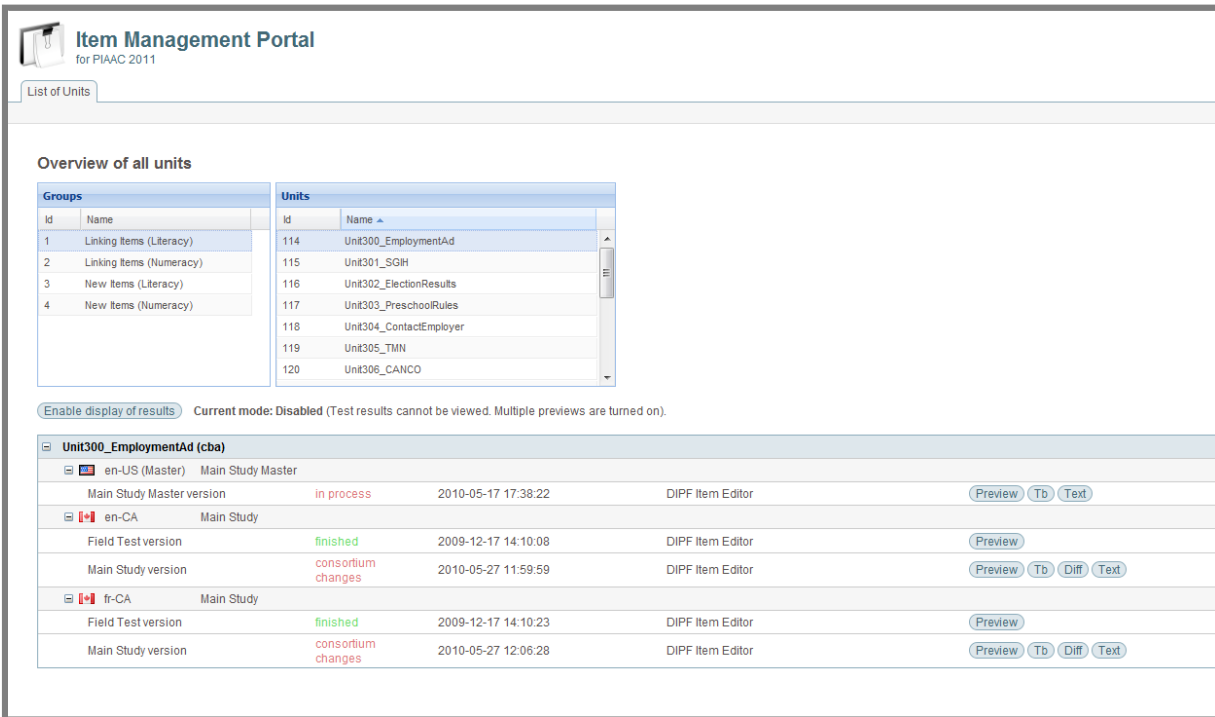 Item Management Portal
for PIAAC 2011
List of Units
Overview of all units
Groups Units
Id Name Id Name
1 Linking Items (Literacy) 114 Unit300_EmploymentAd
2 Linking Items (Numeracy) 115 Unit301_SGIH
3 New Items (Literacy) 116 Unit302_ElectionResults
4 New Items (Numeracy) 117 Unit303_PreschoolRules
118 Unit304_ContactEmployer
119 Unit305_TMN
120 Unit306_CANCO
Enable display of results Current mode: Disabled (Test results cannot be viewed. Multiple previews are turned on).
Unit300_EmploymentAd (cba)
en-US (Master) Main Study Master
Main Study Master version in process 2010-05-17 17:38:22 DIPF Item Editor Preview Tb Text
en-CA Main Study
Field Test version finished 2009-12-17 14:10:08 DIPF Item Editor Preview
Main Study version consortium changes 2010-05-27 11:59:59 DIPF Item Editor Preview Tb Diff Text
fr-CA Main Study
Field Test version finished 2009-12-17 14:10:23 DIPF Item Editor Preview
Main Study version consortium changes 2010-05-27 12:06:28 DIPF Item Editor Preview Tb Diff Text